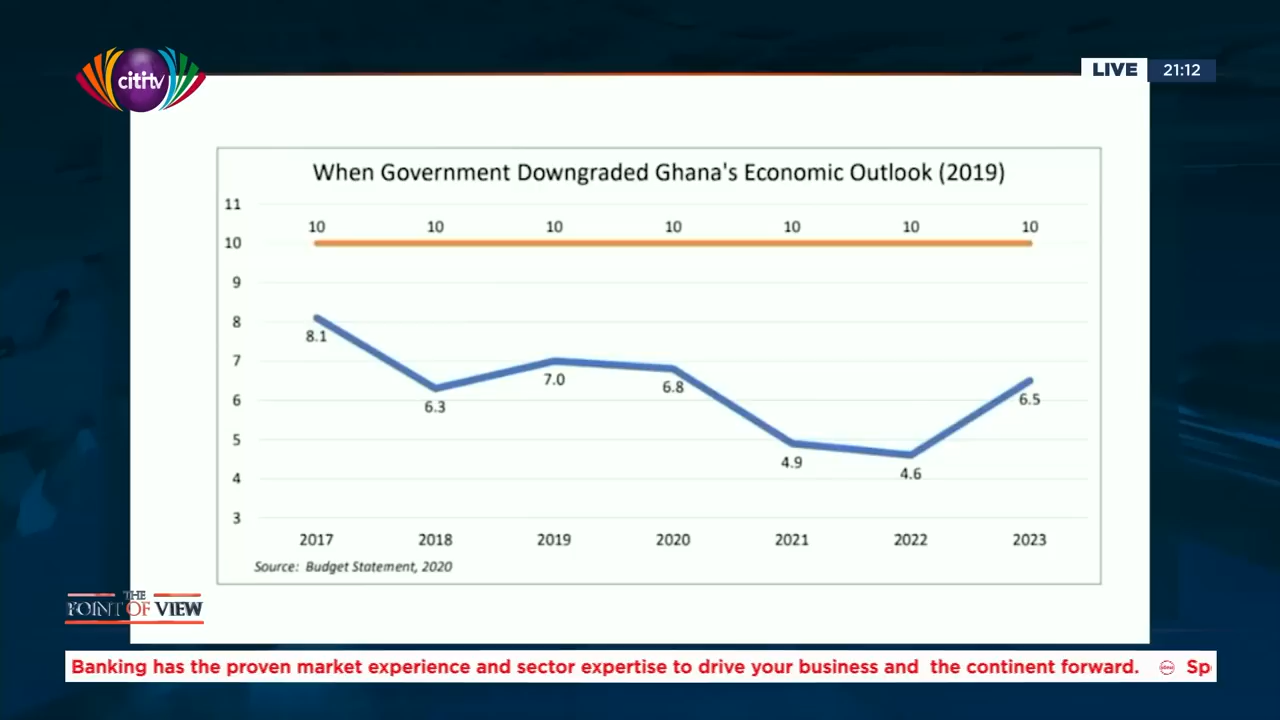 cititv
LIVE 21:12
When Government Downgraded Ghana's Economic Outlook (2019)
11
10
9
8
7
6
5
4
3
10 10 10 10 10 10 10
8.1 6.3 7.0 6.8 4.9 4.6 6.5
2017 2018 2019 2020 2021 2022 2023
Source: Budget Statement, 2020
THE
POINT OF VIEW
Banking has the proven market experience and sector expertise to drive your business and the continent forward. Sp